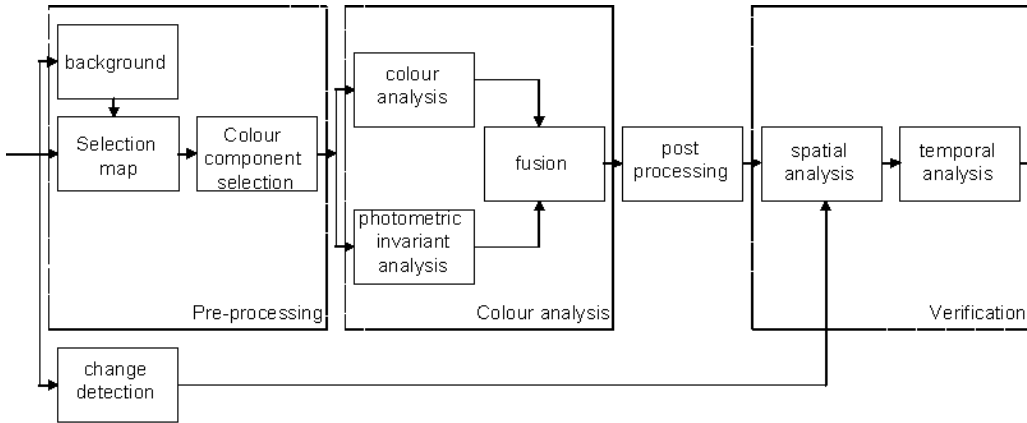 background
Selection
map
Colour
component
selection
Pre-processing
colour
analysis
photometric
invariant
analysis
fusion
Colour analysis
post
processing
spatial
analysis
temporal
analysis
Verification
change
detection